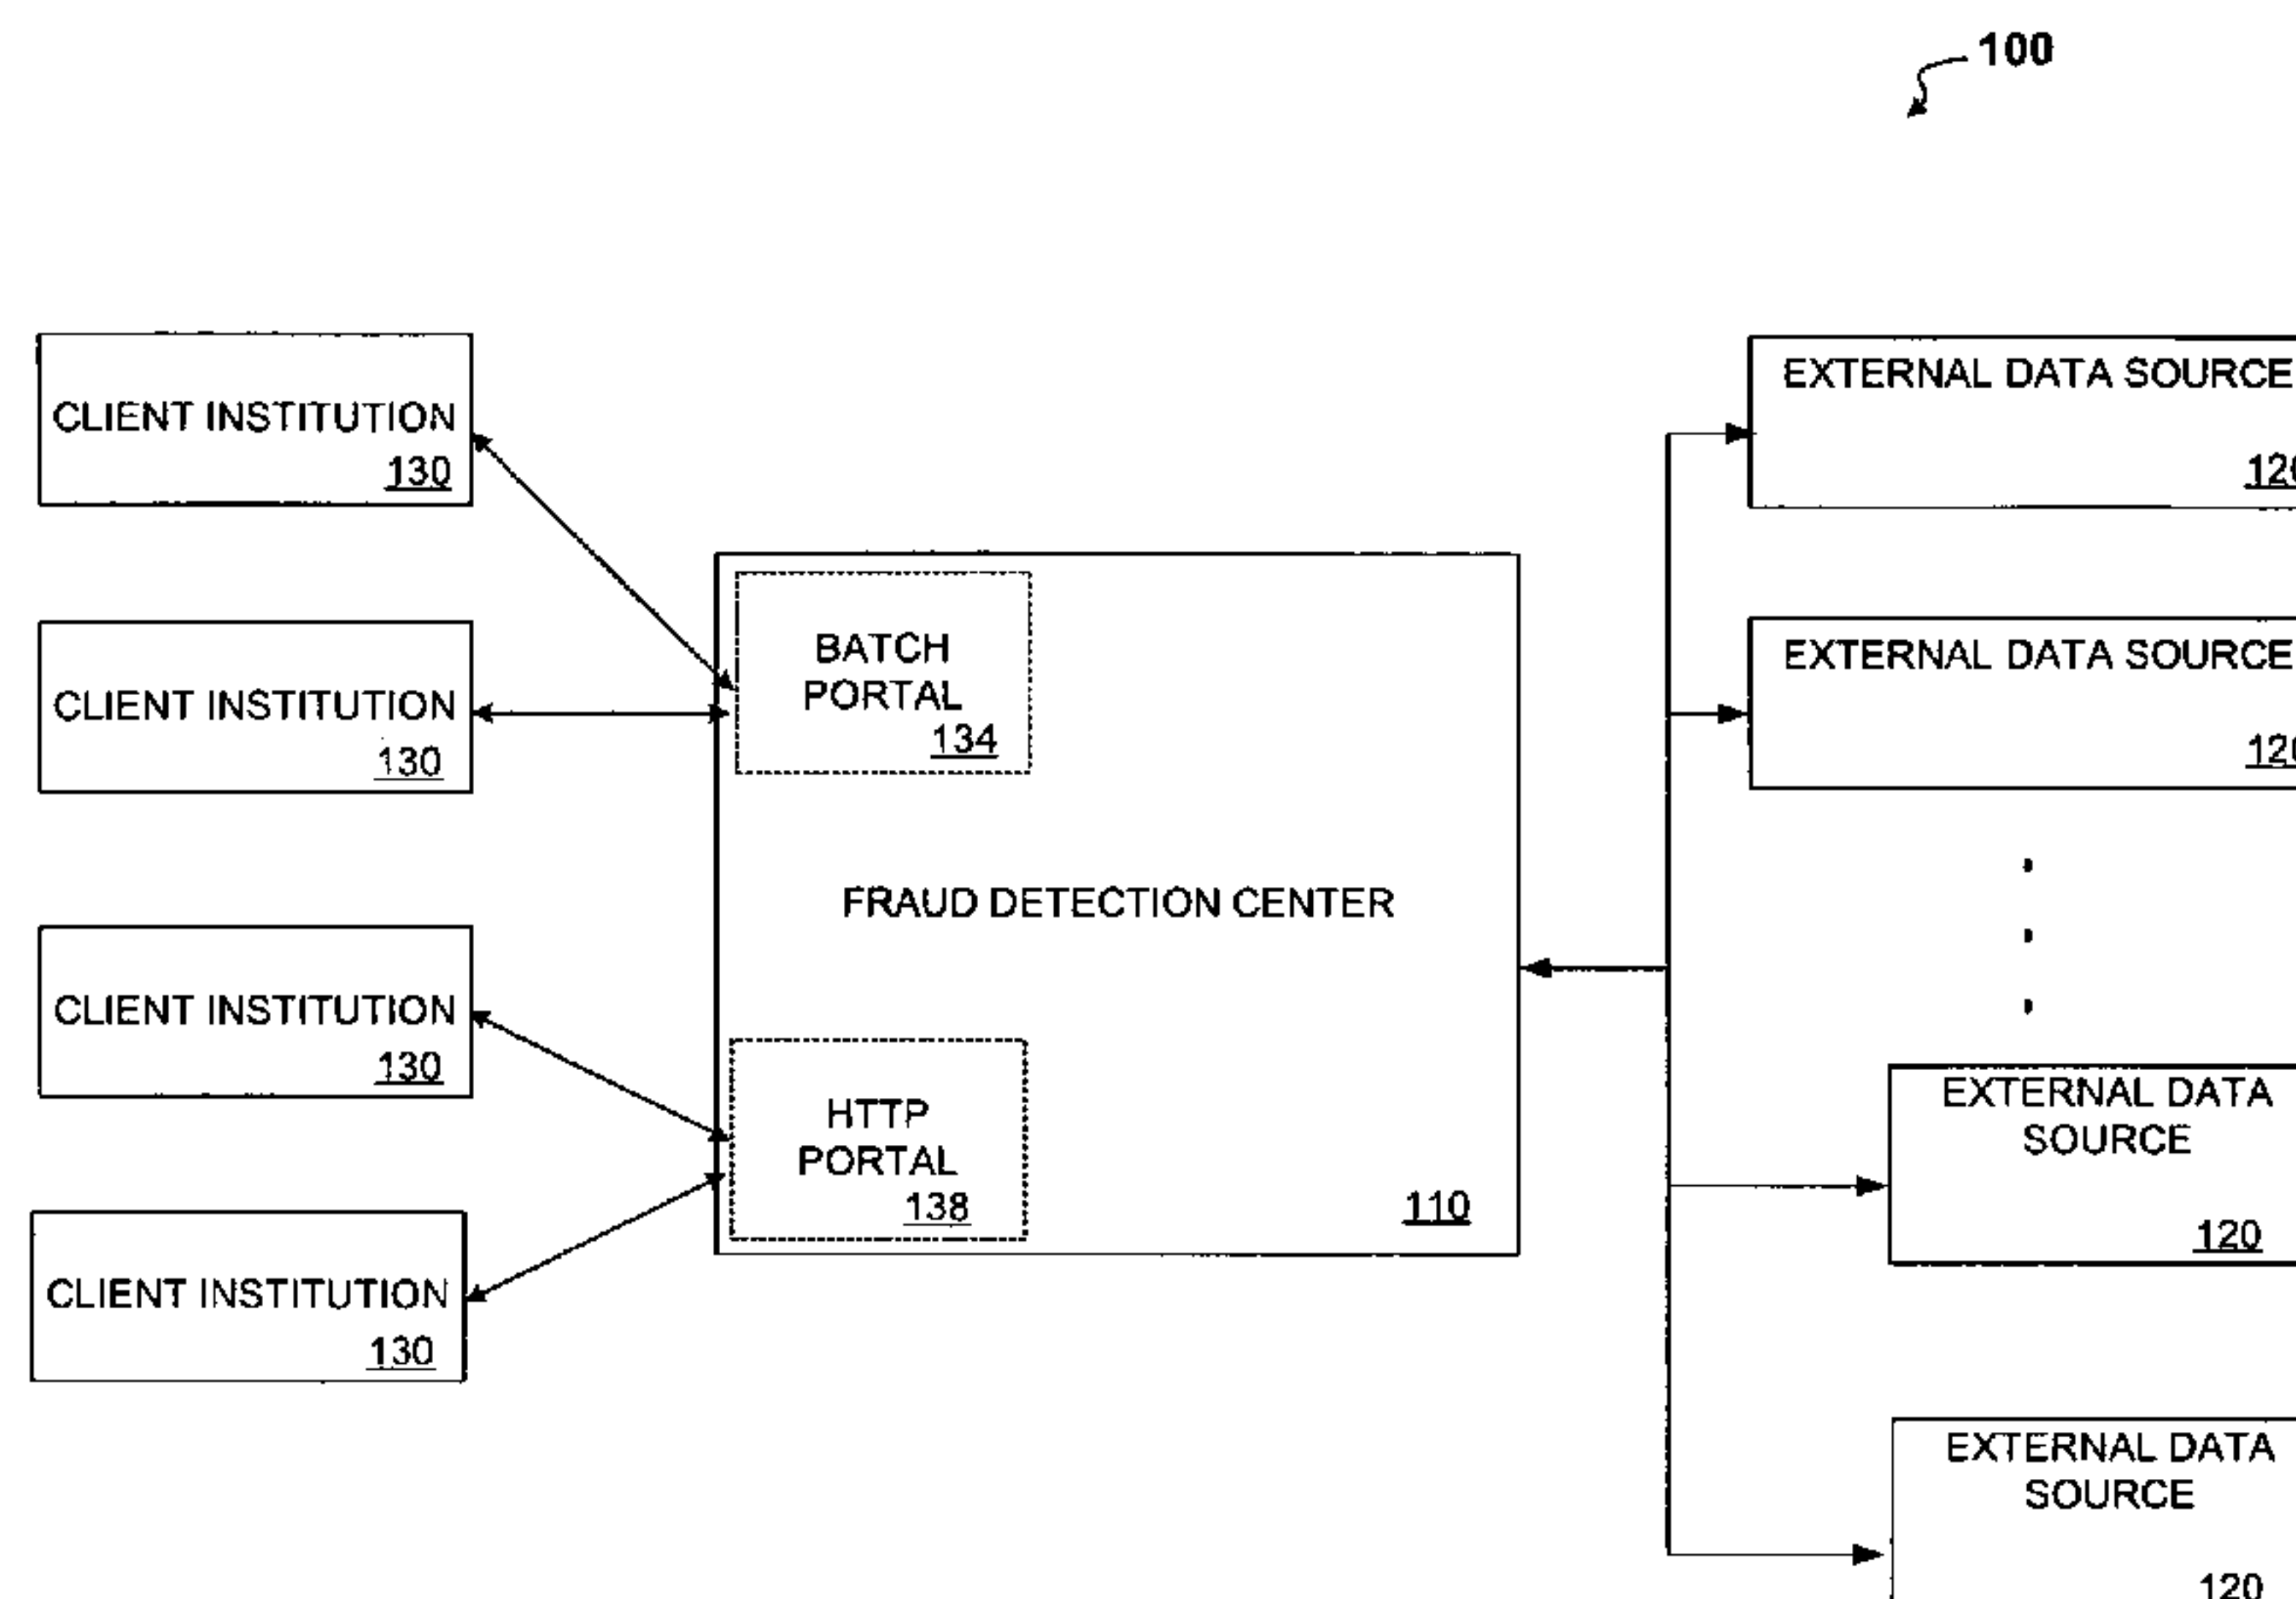 100
CLIENT INSTITUTION
130
CLIENT INSTITUTION
130
CLIENT INSTITUTION
130
CLIENT INSTITUTION
130
BATCH
PORTAL
134
FRAUD DETECTION CENTER
HTTP
PORTAL
138
110
EXTERNAL DATA SOURCE
EXTERNAL DATA SOURCE
EXTERNAL DATA
SOURCE
120
EXTERNAL DATA
SOURCE
120